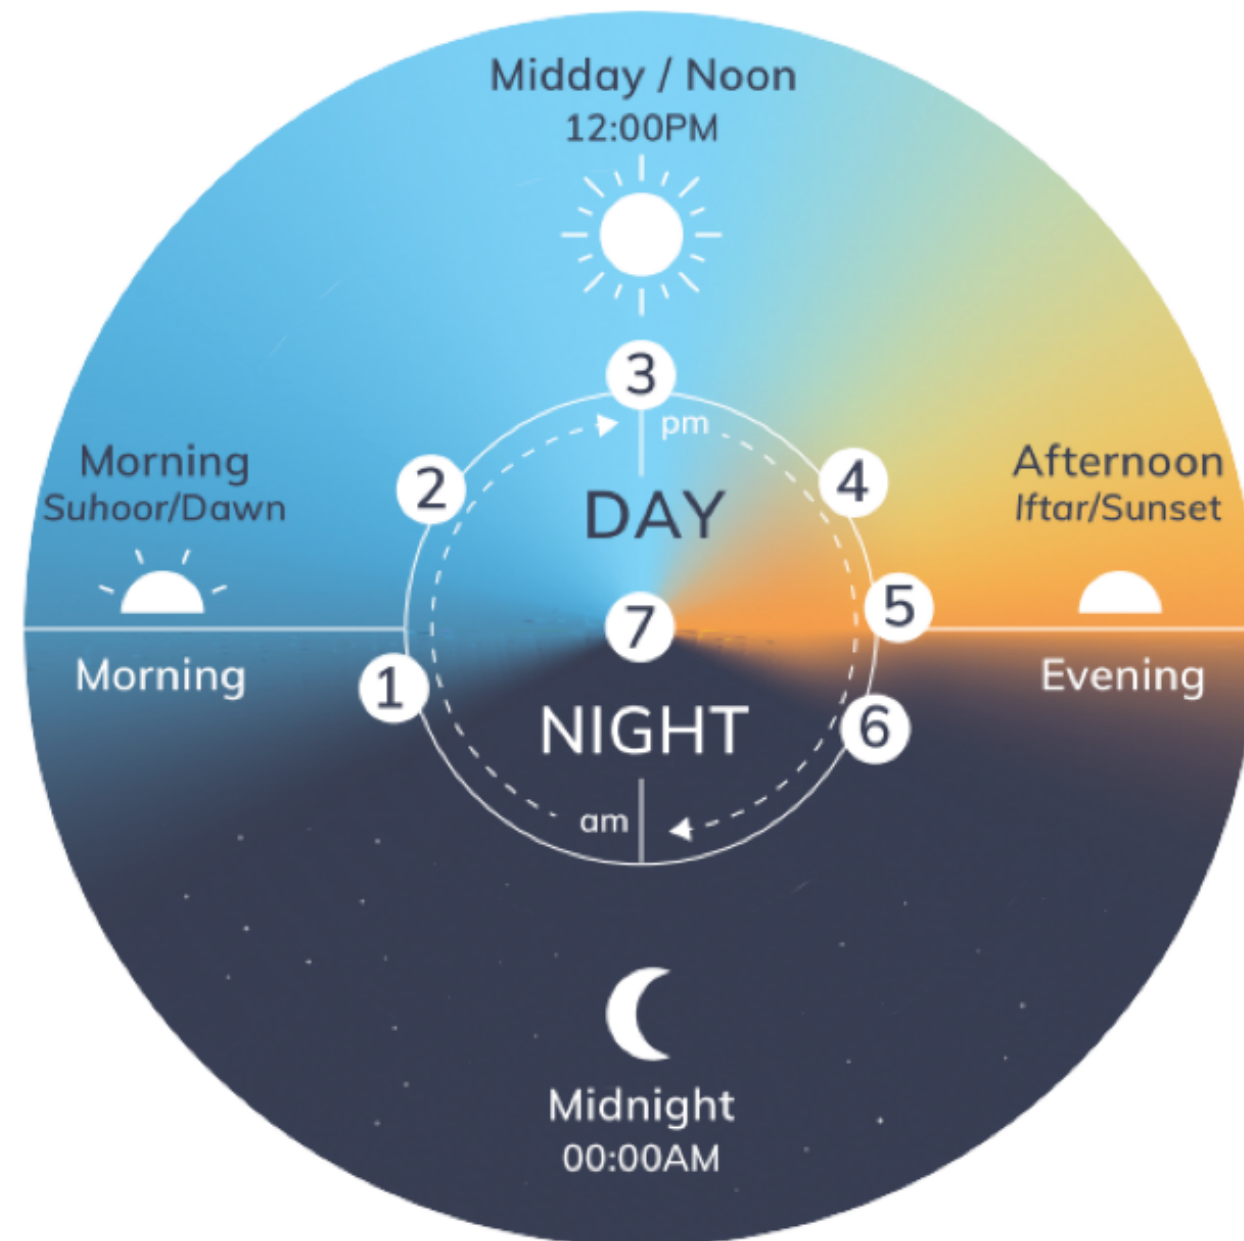 Midday / Noon
12:00PM
3
pm
Morning
Suhoor/Dawn
2
DAY
4
Afternoon
Iftar/Sunset
7
5
Morning
1
NIGHT
6
Evening
am
Midnight
00:00AM